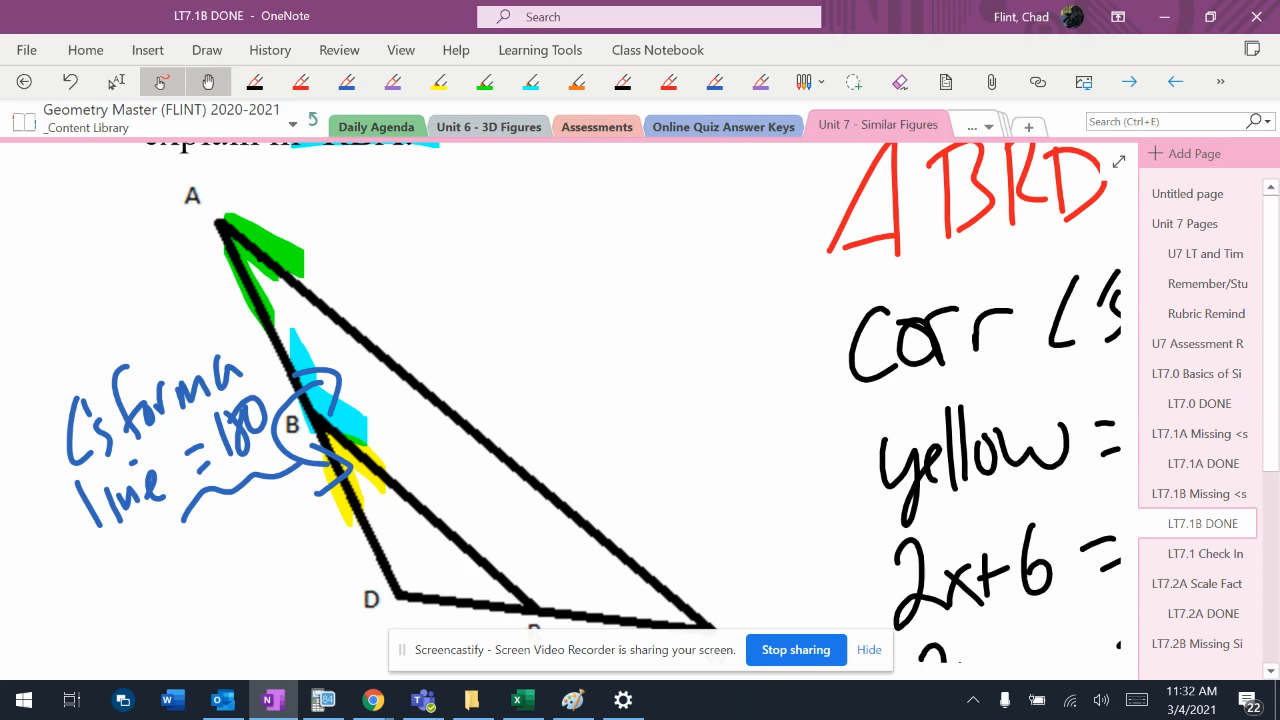 LT7.1B DONE - OneNote
Search
Flint, Chad
File Home Insert Draw History Review View Help Learning Tools Class Notebook
Geometry Master (FLINT) 2020-2021
_Content Library
Daily Agenda Unit 6 - 3D Figures Assessments Online Quiz Answer Keys Unit 7 - Similar Figures ...
Search (Ctrl+E)
Add Page
Untitled page
Unit 7 Pages
U7 LT and Tim
Remember/Stu
Rubric Remind
U7 Assessment R
LT7.0 Basics of Si
LT7.0 DONE
LT7.1A Missing <s
LT7.1A DONE
LT7.1B Missing <s
LT7.1B DONE
LT7.1 Check In
LT7.2A Scale Fact
LT7.2A DONE
LT7.2B Missing Si
A
B
D
∠'s form a
line = 180
Δ BRD
corr ∠'s
yellow =
2x+6 =
Screencastify - Screen Video Recorder is sharing your screen.
Stop sharing
Hide
11:32 AM
3/4/2021
22